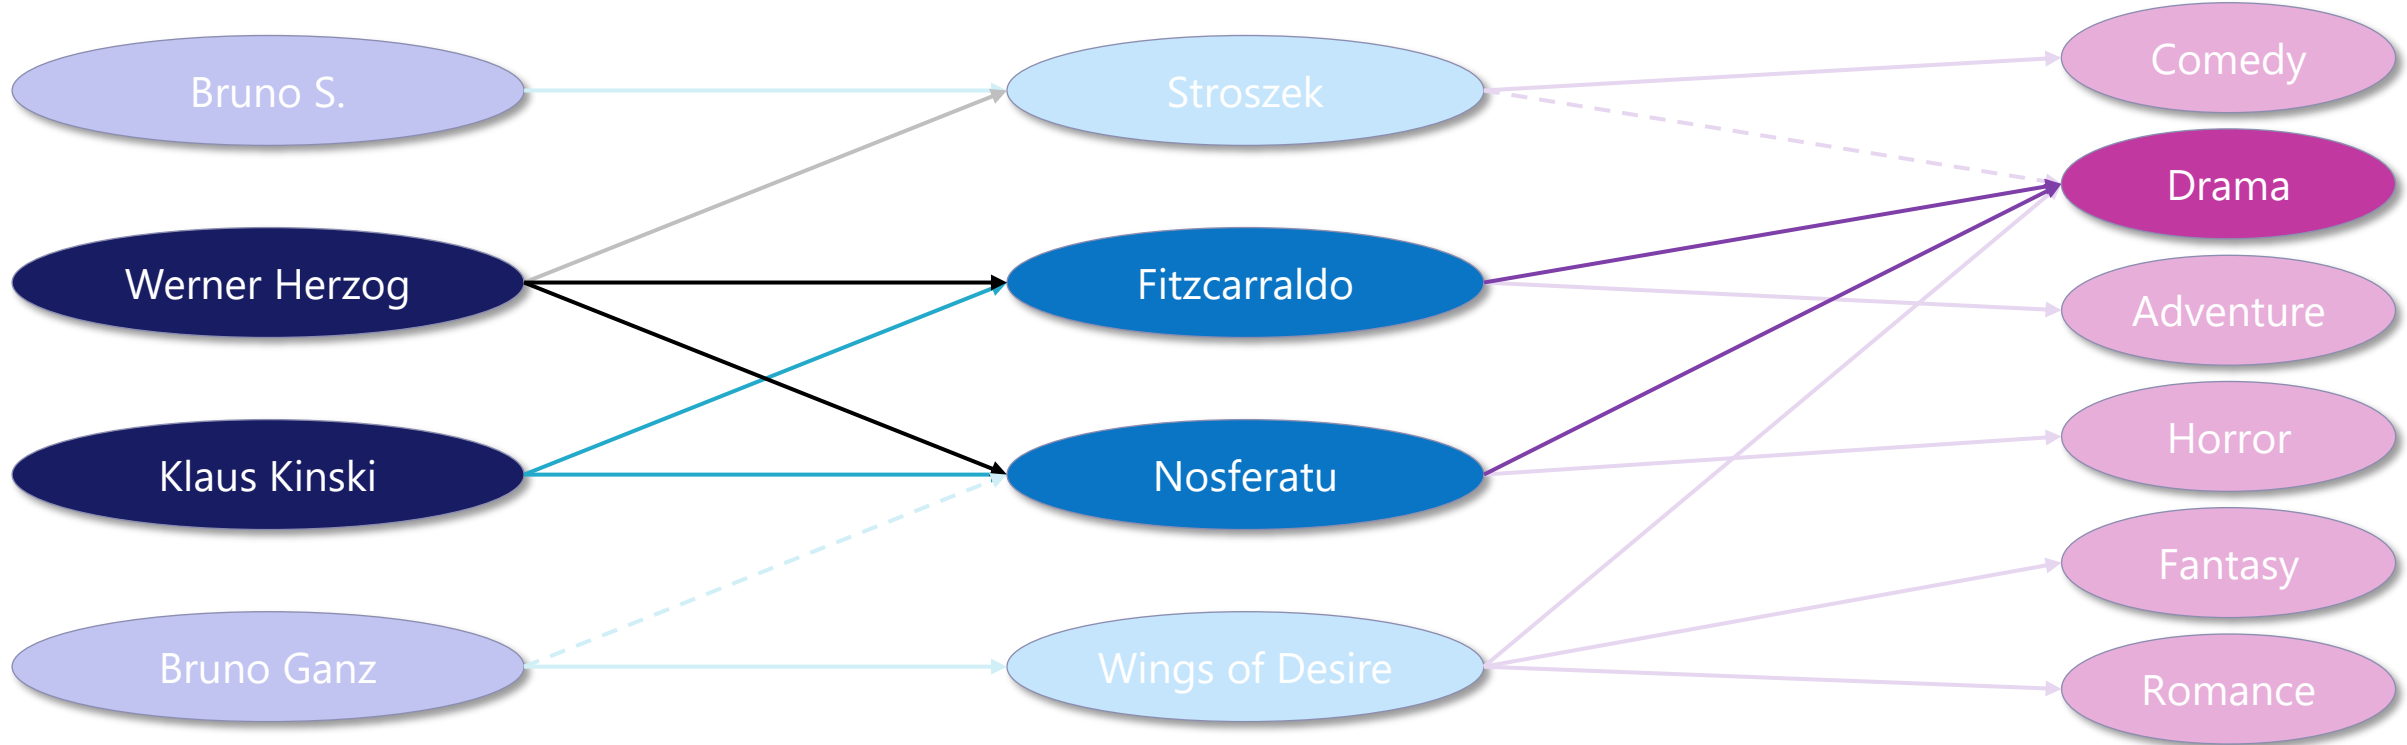 Bruno S.
Werner Herzog
Klaus Kinski
Bruno Ganz
Stroszek
Fitzcarraldo
Nosferatu
Wings of Desire
Comedy
Drama
Adventure
Horror
Fantasy
Romance